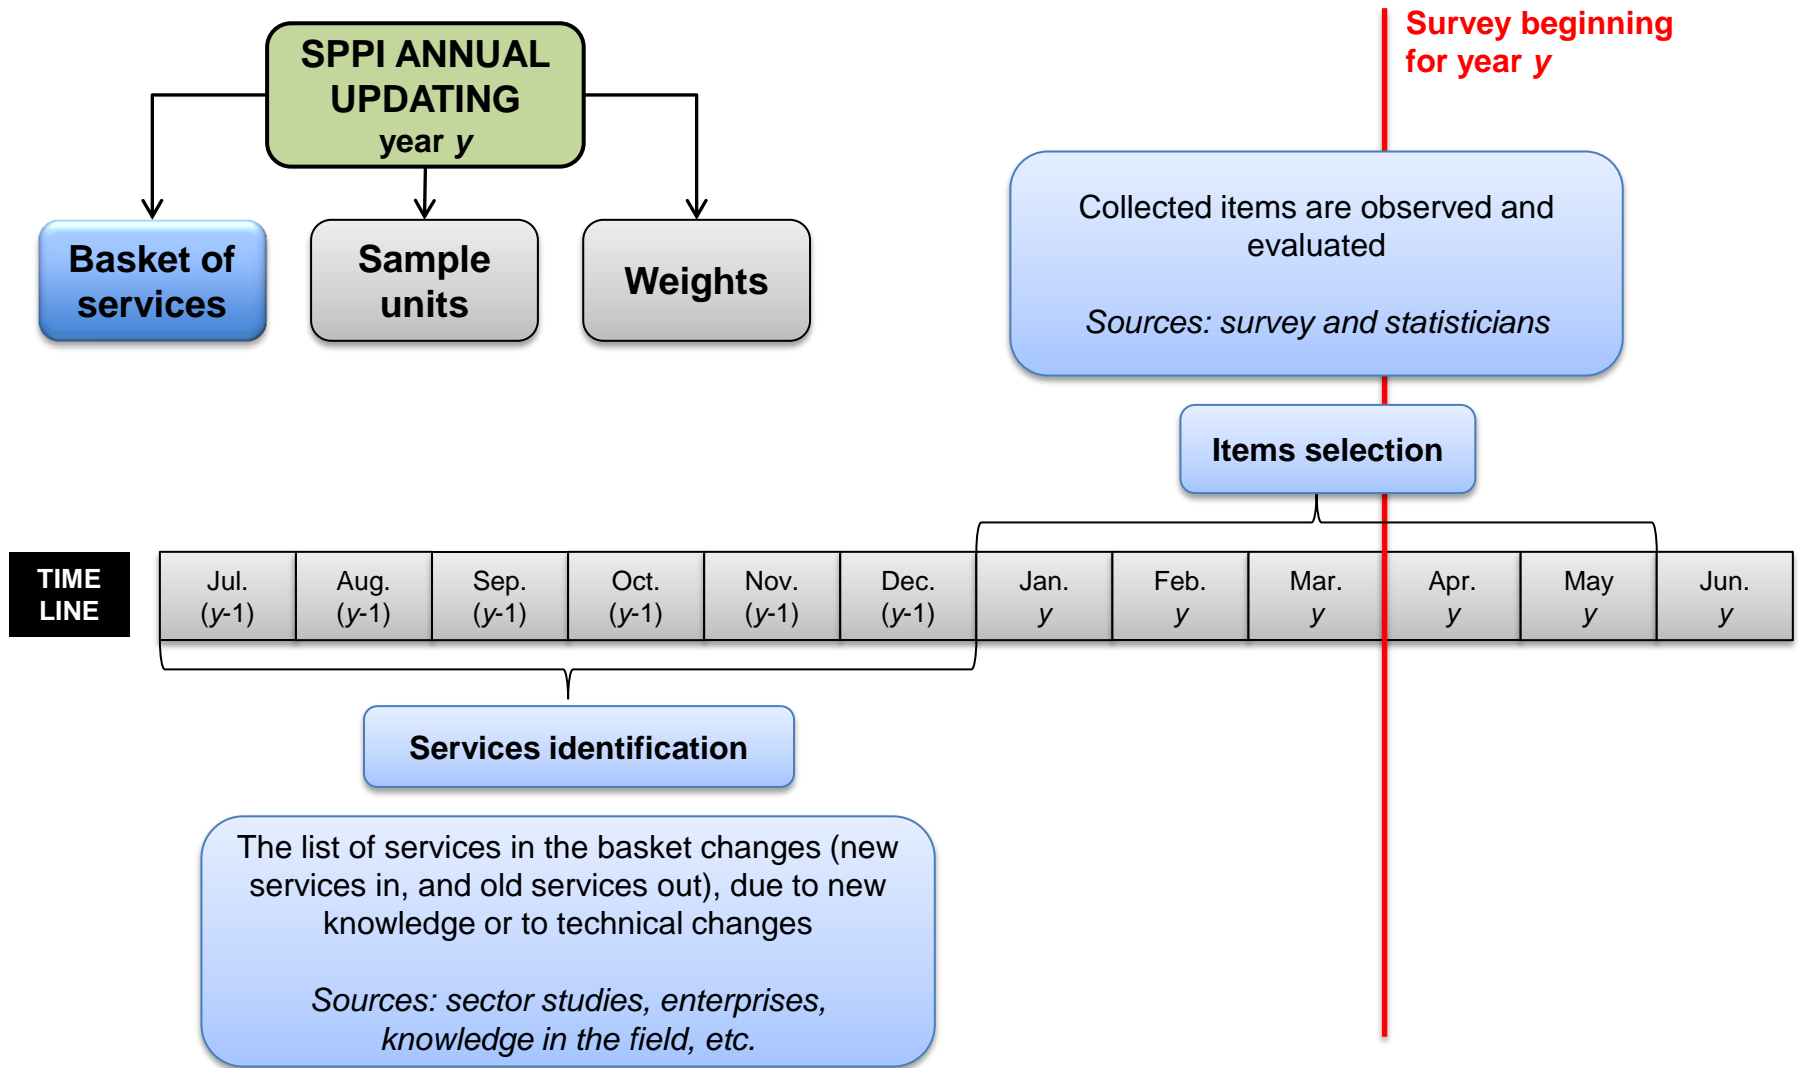 SPPI ANNUAL
UPDATING
year y
Basket of
services
Sample
units
Weights
Survey beginning
for year y
Collected items are observed and
evaluated
Sources: survey and statisticians
Items selection
TIME
LINE
Jul.
(y-1)
Aug.
(y-1)
Sep.
(y-1)
Oct.
(y-1)
Nov.
(y-1)
Dec.
(y-1)
Jan.
y
Feb.
y
Mar.
y
Apr.
y
May
y
Jun.
y
Services identification
The list of services in the basket changes (new
services in, and old services out), due to new
knowledge or to technical changes
Sources: sector studies, enterprises,
knowledge in the field, etc.